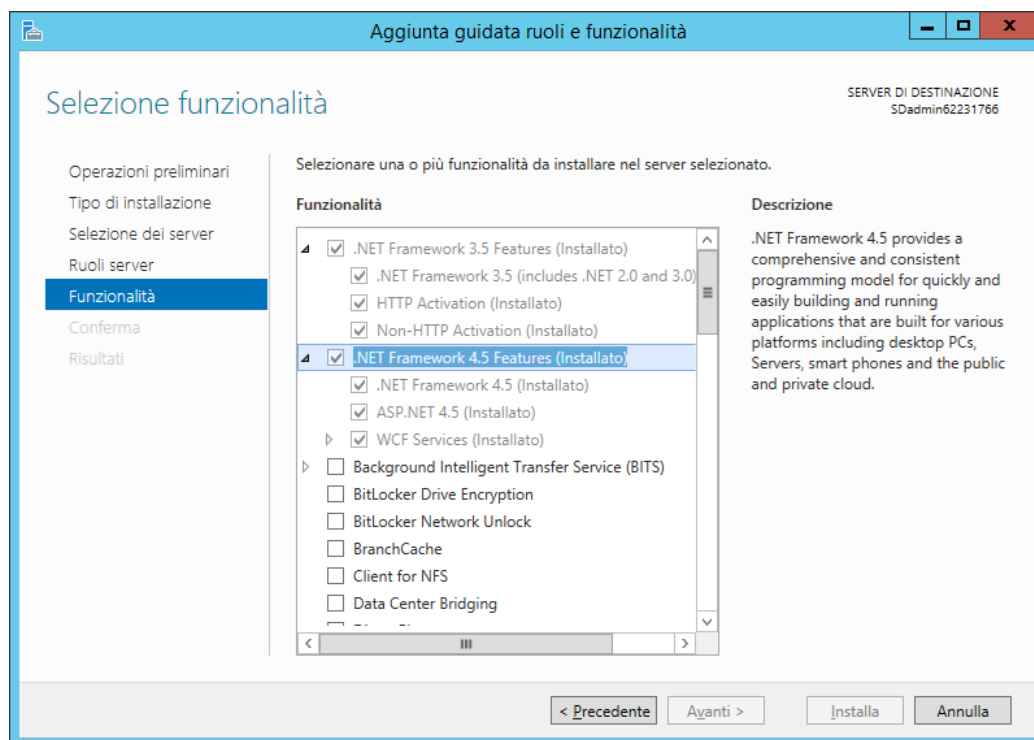 Aggiunta guidata ruoli e funzionalità
X
Selezione funzionalità
SERVER DI DESTINAZIONE
SDadmin62231766
Operazioni preliminari
Tipo di installazione
Selezione dei server
Ruoli server
Funzionalità
Conferma
Risultati
Selezionare una o più funzionalità da installare nel server selezionato.
Funzionalità
.NET Framework 3.5 Features (Installato)
.NET Framework 3.5 (includes .NET 2.0 and 3.0)
HTTP Activation (Installato)
Non-HTTP Activation (Installato)
.NET Framework 4.5 Features (Installato)
.NET Framework 4.5 (Installato)
ASP.NET 4.5 (Installato)
WCF Services (Installato)
Background Intelligent Transfer Service (BITS)
BitLocker Drive Encryption
BitLocker Network Unlock
BranchCache
Client for NFS
Data Center Bridging
Descrizione
.NET Framework 4.5 provides a
comprehensive and consistent
programming model for quickly and
easily building and running
applications that are built for various
platforms including desktop PCs,
Servers, smart phones and the public
and private cloud.
< Precedente
Avanti >
Installa
Annulla